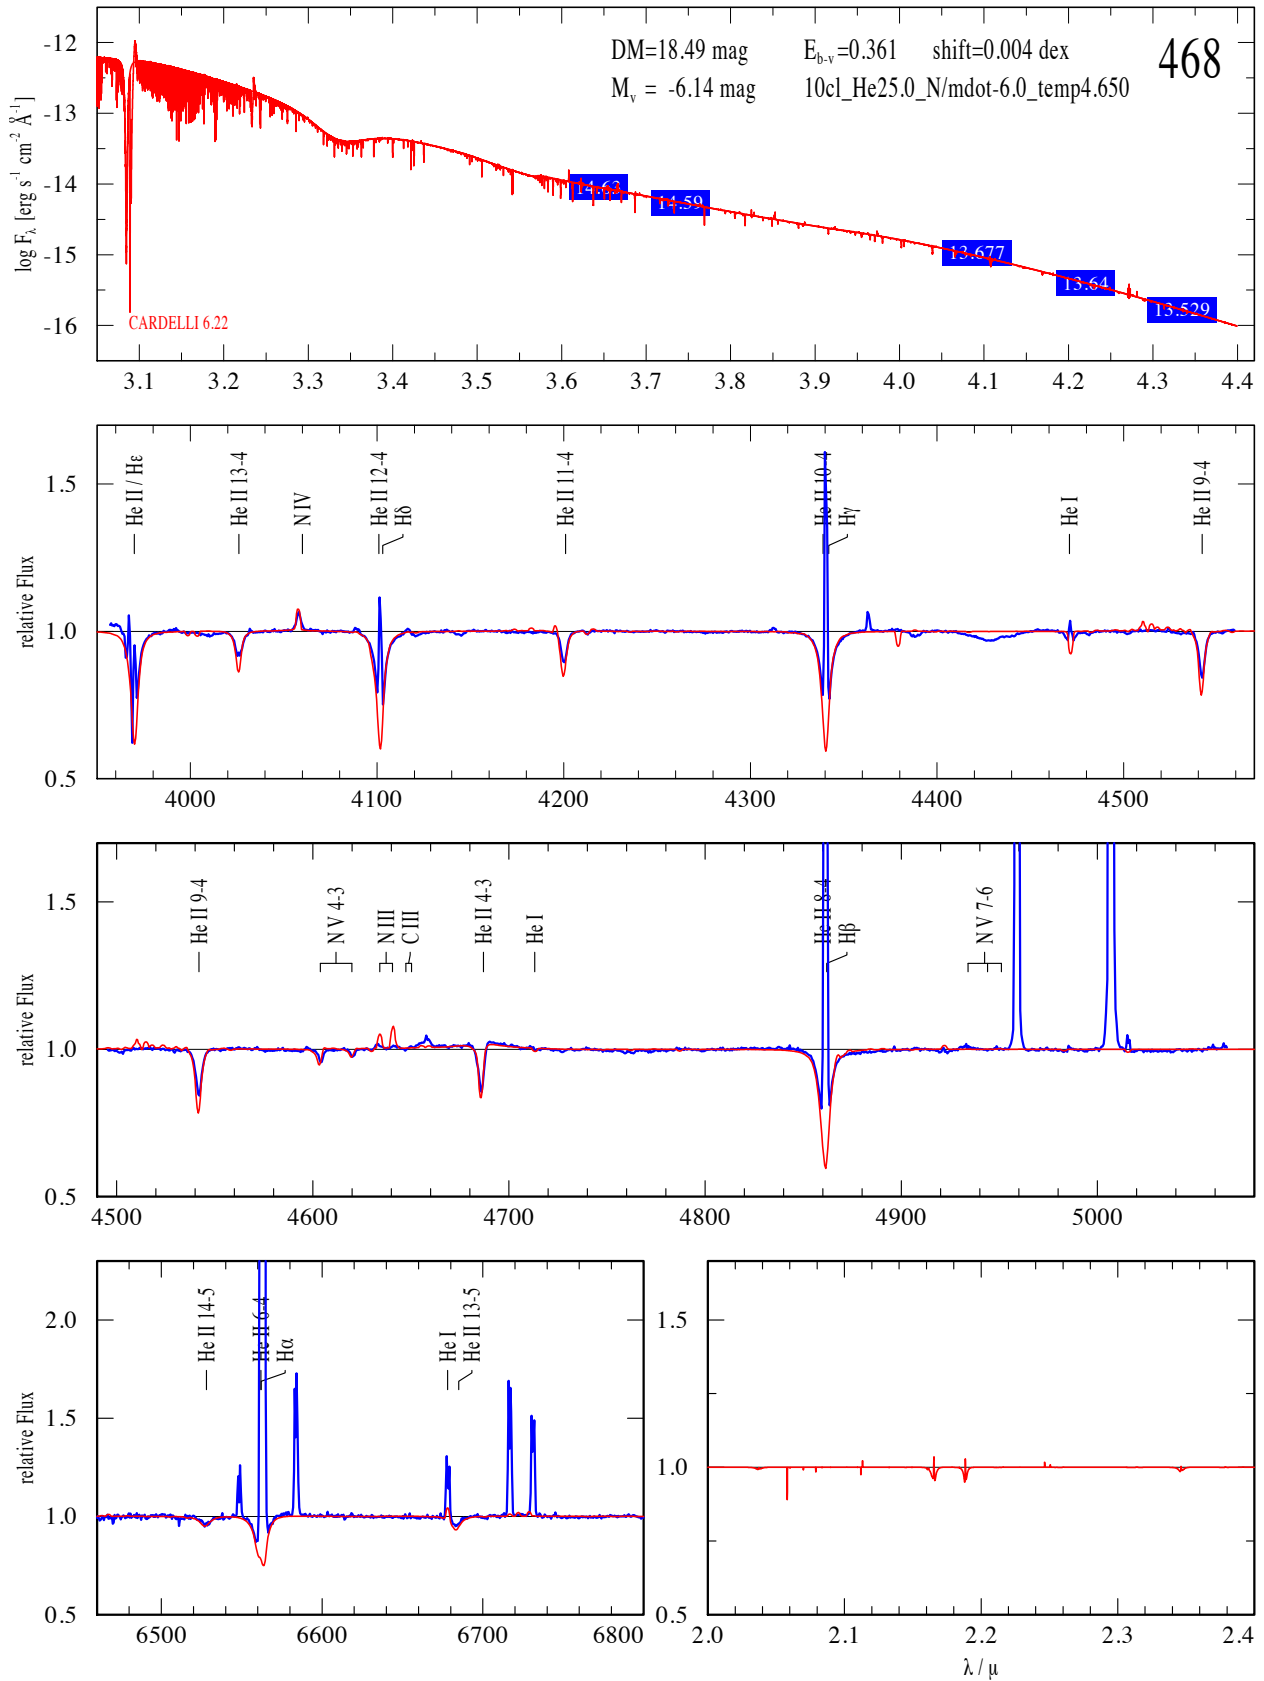 DM=18.49 mag E_b-v=0.361 shift=0.004 dex 468
M_v = -6.14 mag 10cl_He25.0_N/mdot-6.0_temp4.650
log F_λ [erg s⁻¹ cm⁻² Å⁻¹]
-12
-13
-14
-15
-16
14.63
14.59
13.677
13.64
13.529
CARDELLI 6.22
3.1 3.2 3.3 3.4 3.5 3.6 3.7 3.8 3.9 4.0 4.1 4.2 4.3 4.4
relative Flux
1.5
1.0
0.5
He II / Hε
He II 13-4
N IV
He II 12-4
Hδ
He II 11-4
He II 10-4
Hγ
He I
He II 9-4
4000 4100 4200 4300 4400 4500
relative Flux
1.5
1.0
0.5
He II 9-4
N V 4-3
N III
C III
He II 4-3
He I
He II 8-4
Hβ
N V 7-6
4500 4600 4700 4800 4900 5000
relative Flux
2.0
1.5
1.0
0.5
He II 14-5
He II 6-4
Hα
He I
He II 13-5
6500 6600 6700 6800
1.5
1.0
0.5
2.0 2.1 2.2 2.3 2.4
λ / μ